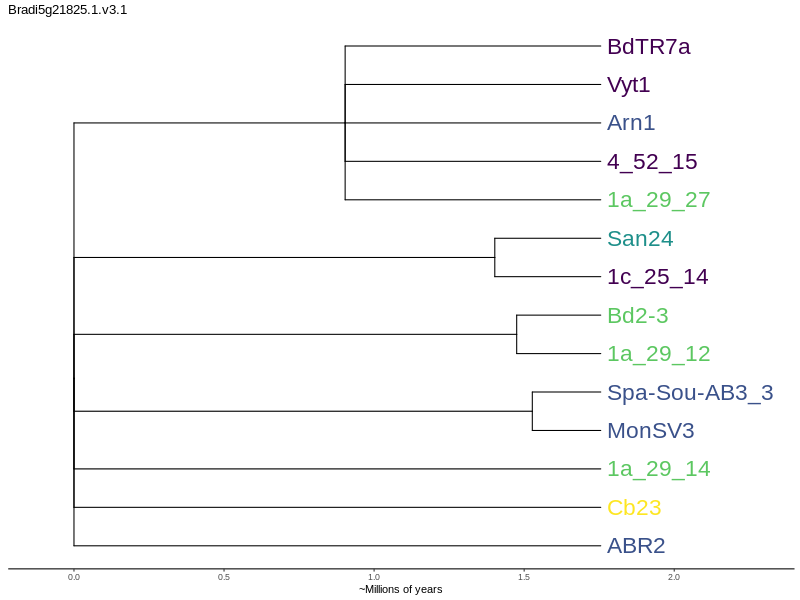 Bradi5g21825.1.v3.1
BdTR7a
Vyt1
Arn1
4_52_15
1a_29_27
San24
1c_25_14
Bd2-3
1a_29_12
Spa-Sou-AB3_3
MonSV3
1a_29_14
Cb23
ABR2
0.0 0.5 1.0 1.5 2.0
~Millions of years